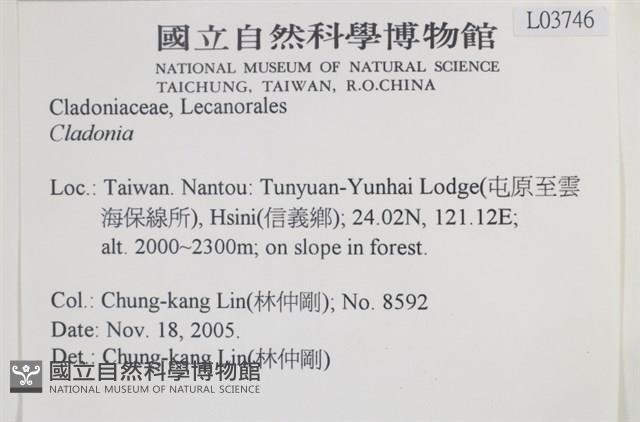 國立自然科學博物館
L03746
NATIONAL MUSEUM OF NATURAL SCIENCE
TAICHUNG, TAIWAN, R.O.CHINA
Cladoniaceae, Lecanorales
Cladonia
Loc.: Taiwan. Nantou: Tunyuan-Yunhai Lodge(屯原至雲
海保線所), Hsini(信義鄉); 24.02N, 121.12E;
alt. 2000~2300m; on slope in forest.
Col.: Chung-kang Lin(林仲剛); No. 8592
Date: Nov. 18, 2005.
Det.: Chung-kang Lin(林仲剛)
國立自然科學博物館
NATIONAL MUSEUM OF NATURAL SCIENCE